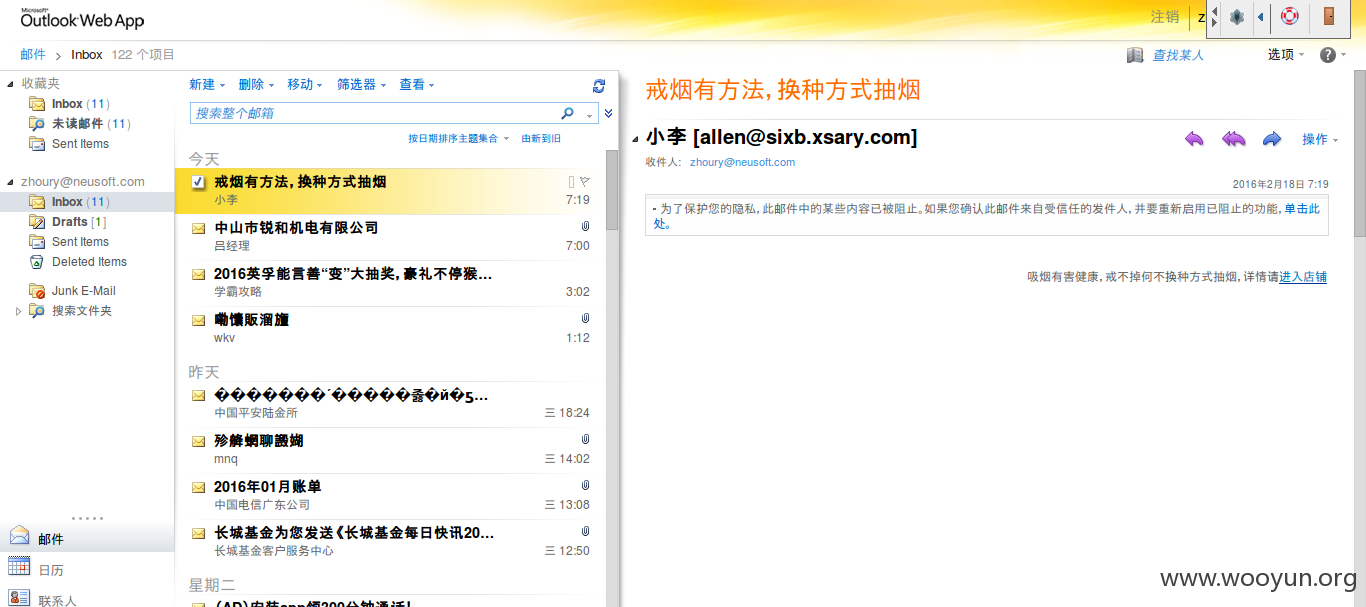 Microsoft®
Outlook Web App
注销 z
邮件 > Inbox 122 个项目
查找某人
选项
收藏夹
Inbox (11)
未读邮件 (11)
Sent Items
zhoury@neusoft.com
Inbox (11)
Drafts [1]
Sent Items
Deleted Items
Junk E-Mail
搜索文件夹
邮件
日历
联系人
新建 删除 移动 筛选器 查看
搜索整个邮箱
按日期排序主题集合 由新到旧
今天
戒烟有方法，换种方式抽烟
小李 7:19
中山市锐和机电有限公司
吕经理 7:00
2016英孚能言善“变”大抽奖，豪礼不停猴...
学霸攻略 3:02
wkv 1:12
昨天
中国平安陆金所 三 18:24
mnq 三 14:02
2016年01月账单
中国电信广东公司 三 13:08
长城基金为您发送《长城基金每日快讯20...
长城基金客户服务中心 三 12:50
星期二
(AD)安装app领200分钟通话!
戒烟有方法，换种方式抽烟
小李 [allen@sixb.xsary.com]
操作
收件人： zhoury@neusoft.com
2016年2月18日 7:19
- 为了保护您的隐私，此邮件中的某些内容已被阻止。如果您确认此邮件来自受信任的发件人，并要重新启用已阻止的功能，单击此
处。
吸烟有害健康，戒不掉何不换种方式抽烟，详情请进入店铺
www.wooyun.org